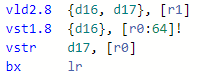 vld2.8 {d16, d17}, [r1]
vst1.8 {d16}, [r0:64]!
vstr d17, [r0]
bx lr